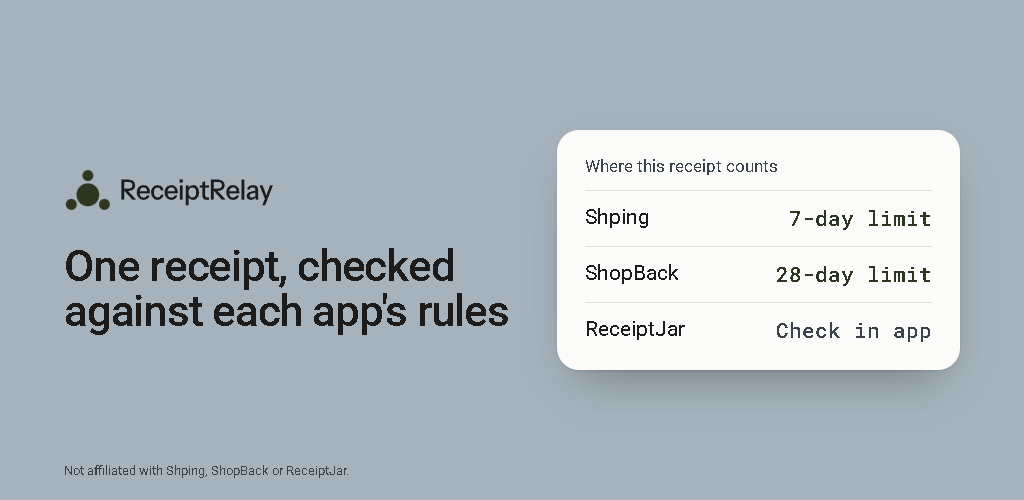 ReceiptRelay
One receipt, checked
against each app's rules
Where this receipt counts
Shping 7-day limit
ShopBack 28-day limit
ReceiptJar Check in app
Not affiliated with Shping, ShopBack or ReceiptJar.